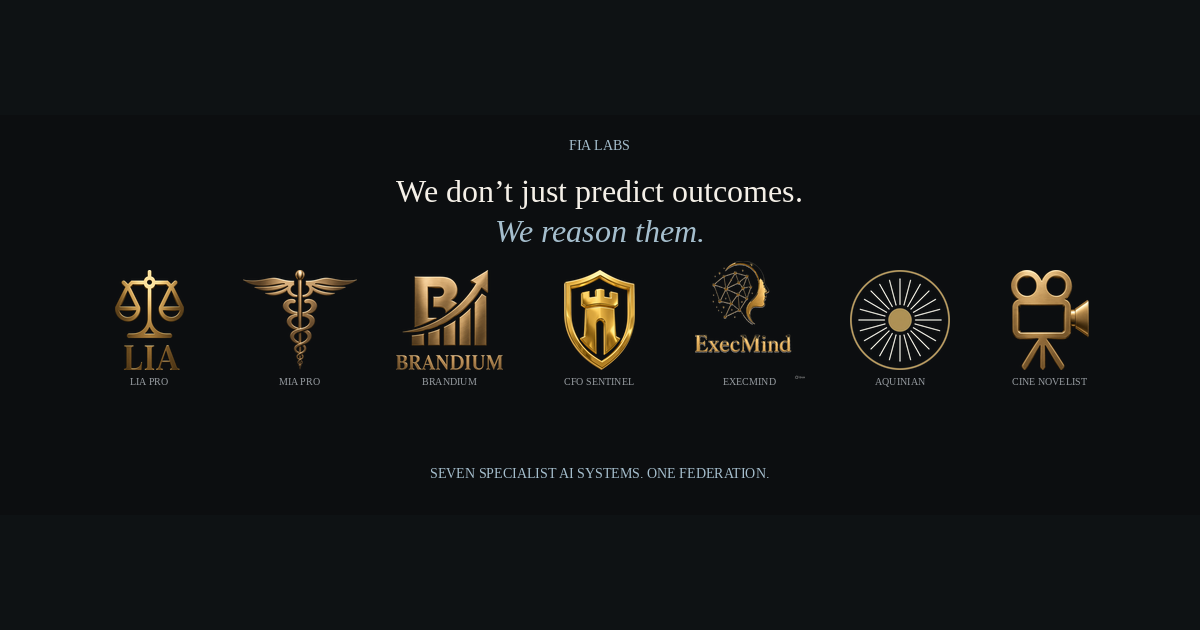 FIA LABS
We don’t just predict outcomes.
We reason them.
LIA
BRANDIUM
ExecMind
LIA PRO
MIA PRO
BRANDIUM
CFO SENTINEL
EXECMIND
AQUINIAN
CINE NOVELIST
SEVEN SPECIALIST AI SYSTEMS. ONE FEDERATION.